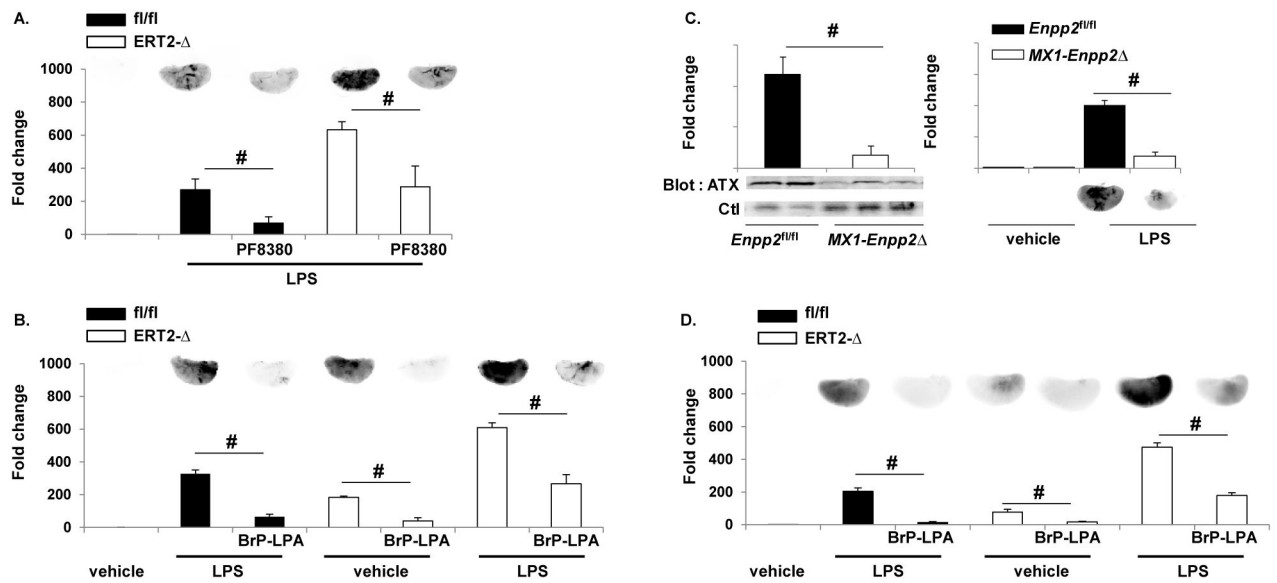 A.
fl/fl
ERT2-Δ
Fold change
1000
800
600
400
200
0
#
#
PF8380
PF8380
LPS
B.
fl/fl
ERT2-Δ
Fold change
1000
800
600
400
200
0
#
#
#
BrP-LPA
BrP-LPA
BrP-LPA
vehicle
LPS
vehicle
LPS
C.
Fold change
#
Blot : ATX
Ctl
Enpp2fl/fl
MX1-Enpp2Δ
Enpp2fl/fl
MX1-Enpp2Δ
Fold change
#
vehicle
LPS
D.
fl/fl
ERT2-Δ
Fold change
1000
800
600
400
200
0
#
#
#
BrP-LPA
BrP-LPA
BrP-LPA
vehicle
LPS
vehicle
LPS